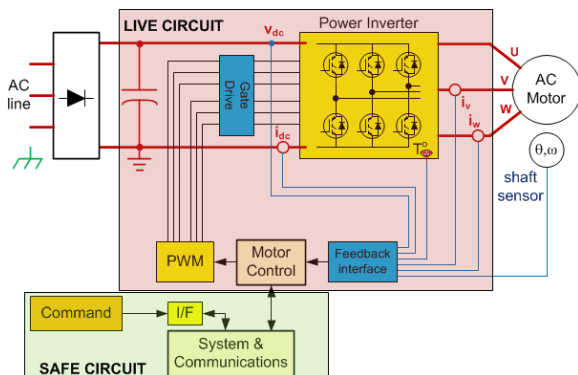 LIVE CIRCUIT
Power Inverter
AC
line
vdc
Gate
Drive
idc
U
V
W
iv
iw
AC
Motor
T°
θ,ω
shaft
sensor
PWM
Motor
Control
Feedback
interface
Command
I/F
System &
Communications
SAFE CIRCUIT